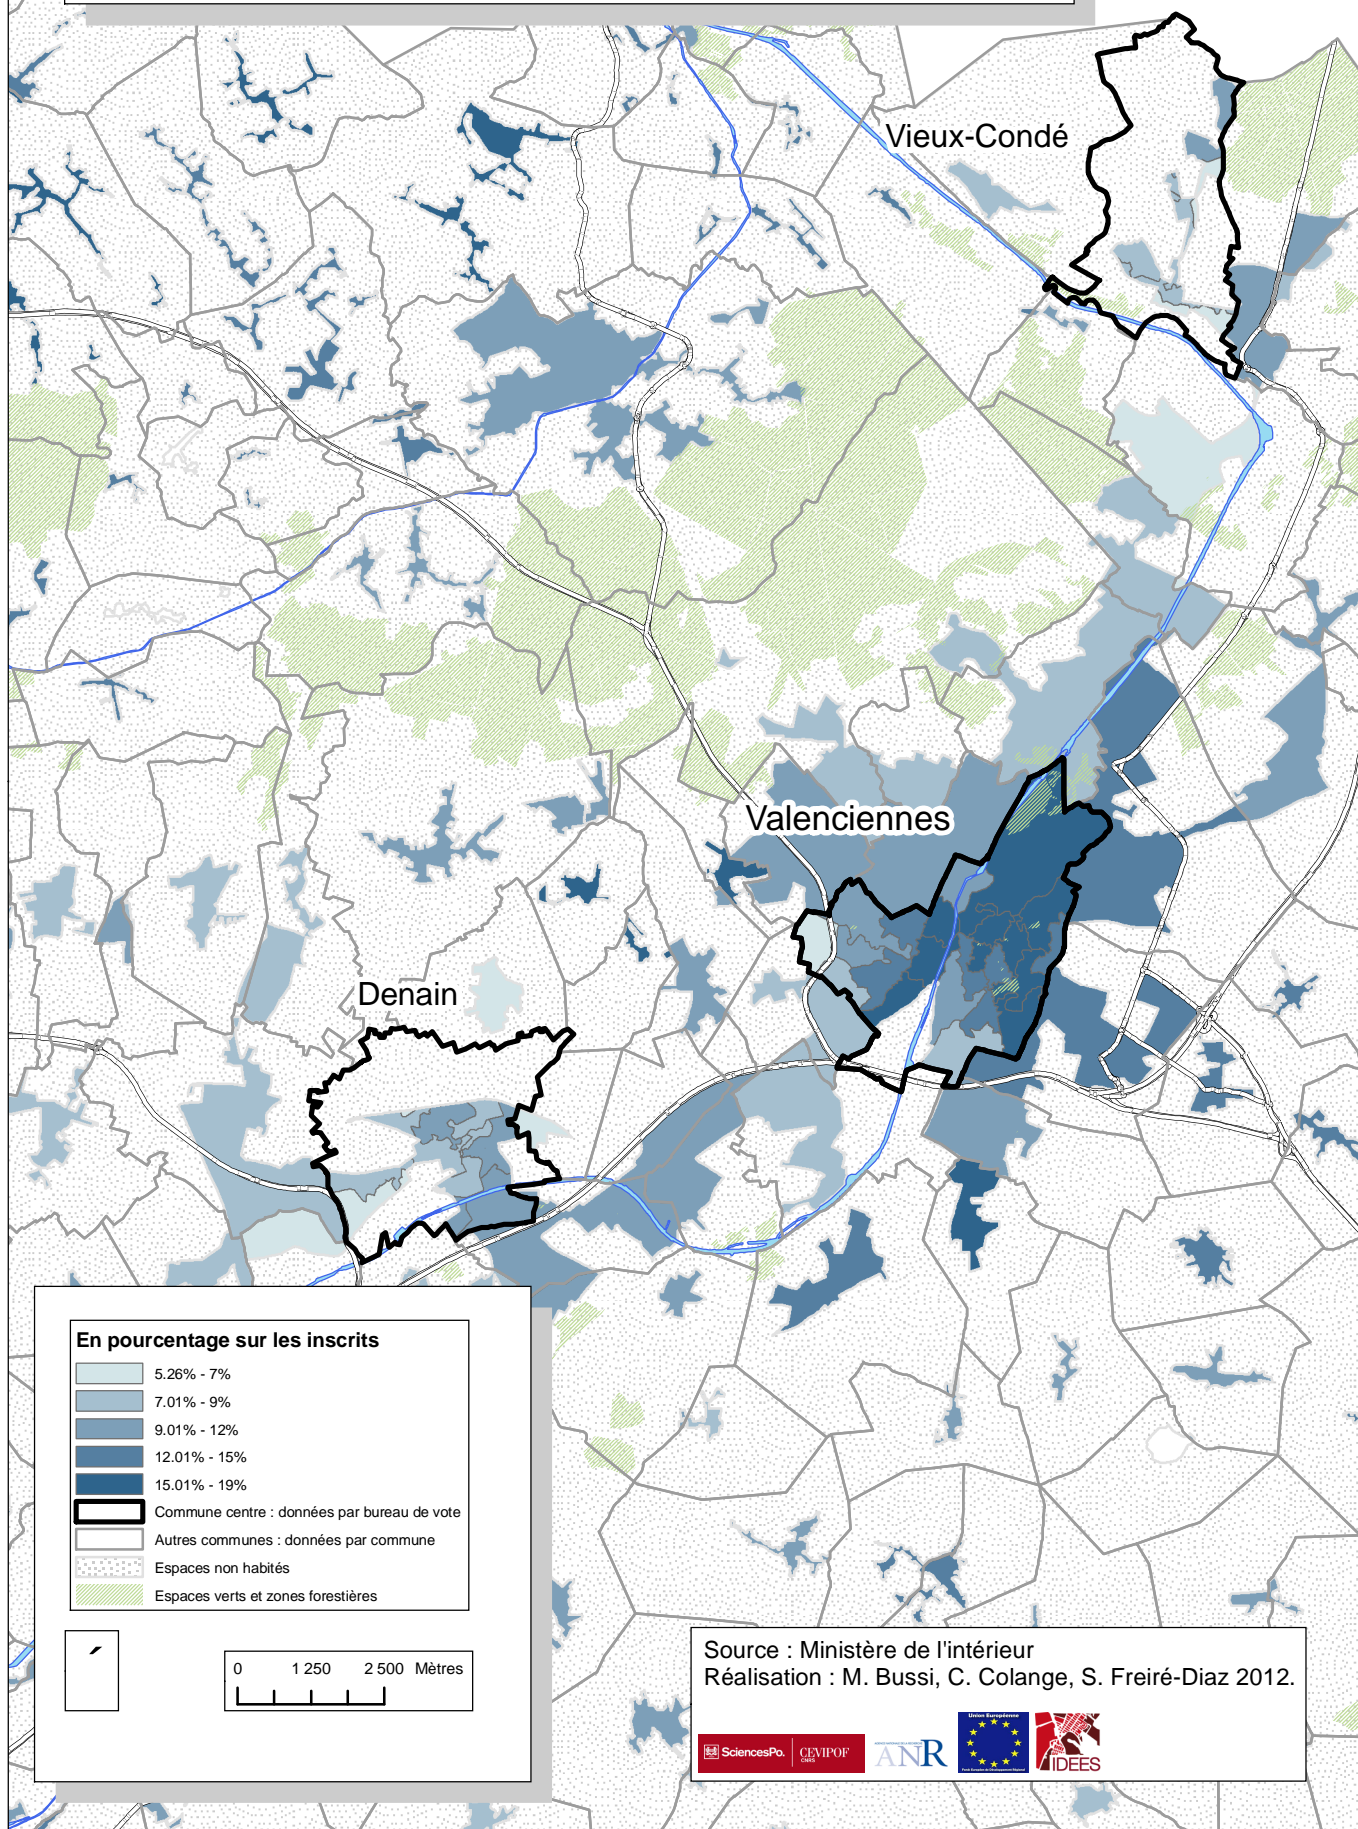 Vieux-Condé
Valenciennes
Denain
En pourcentage sur les inscrits
5.26% - 7%
7.01% - 9%
9.01% - 12%
12.01% - 15%
15.01% - 19%
Commune centre : données par bureau de vote
Autres communes : données par commune
Espaces non habités
Espaces verts et zones forestières
0 1 250 2 500 Mètres
Source : Ministère de l'intérieur
Réalisation : M. Bussi, C. Colange, S. Freiré-Diaz 2012.
SciencesPo. CEVIPOF
CNRS
ANR
Union Européenne
IDEES